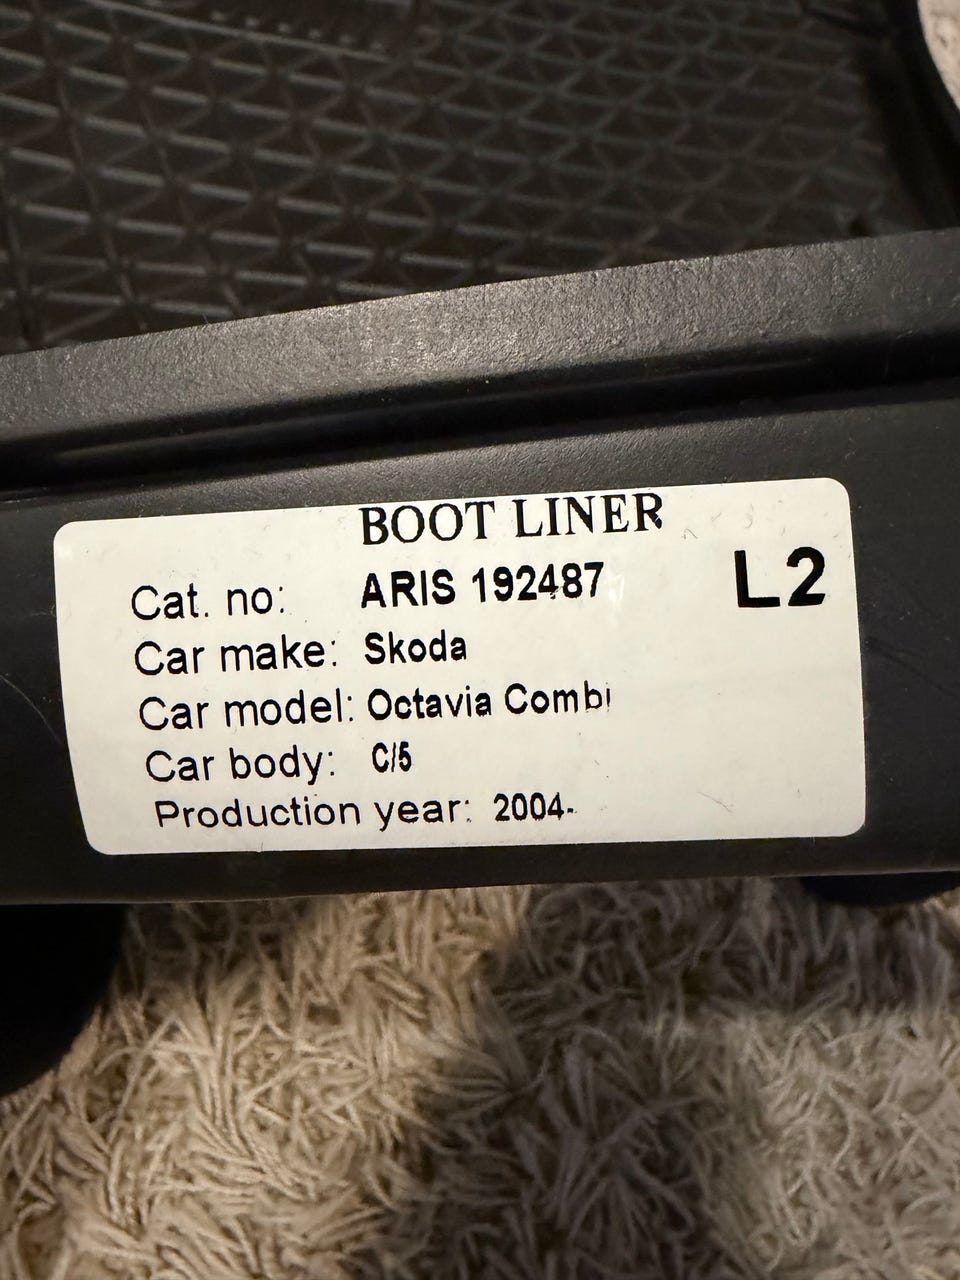 BOOT LINER
Cat. no: ARIS 192487 L2
Car make: Skoda
Car model: Octavia Combi
Car body: C/5
Production year: 2004-